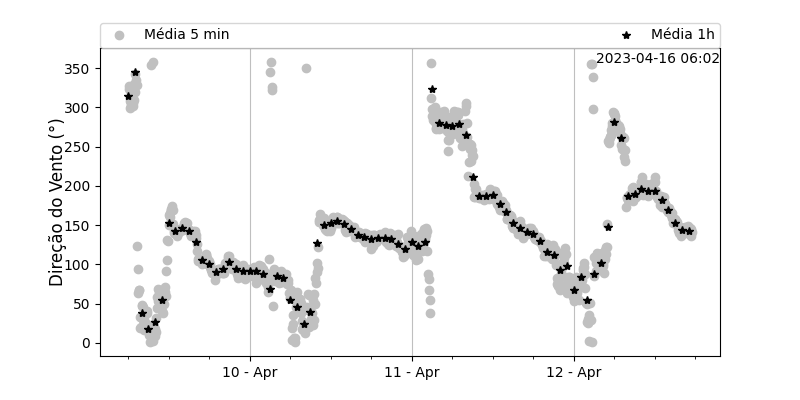 Média 5 min
Média 1h
2023-04-16 06:02
Direção do Vento (°)
350
300
250
200
150
100
50
0
10 - Apr
11 - Apr
12 - Apr